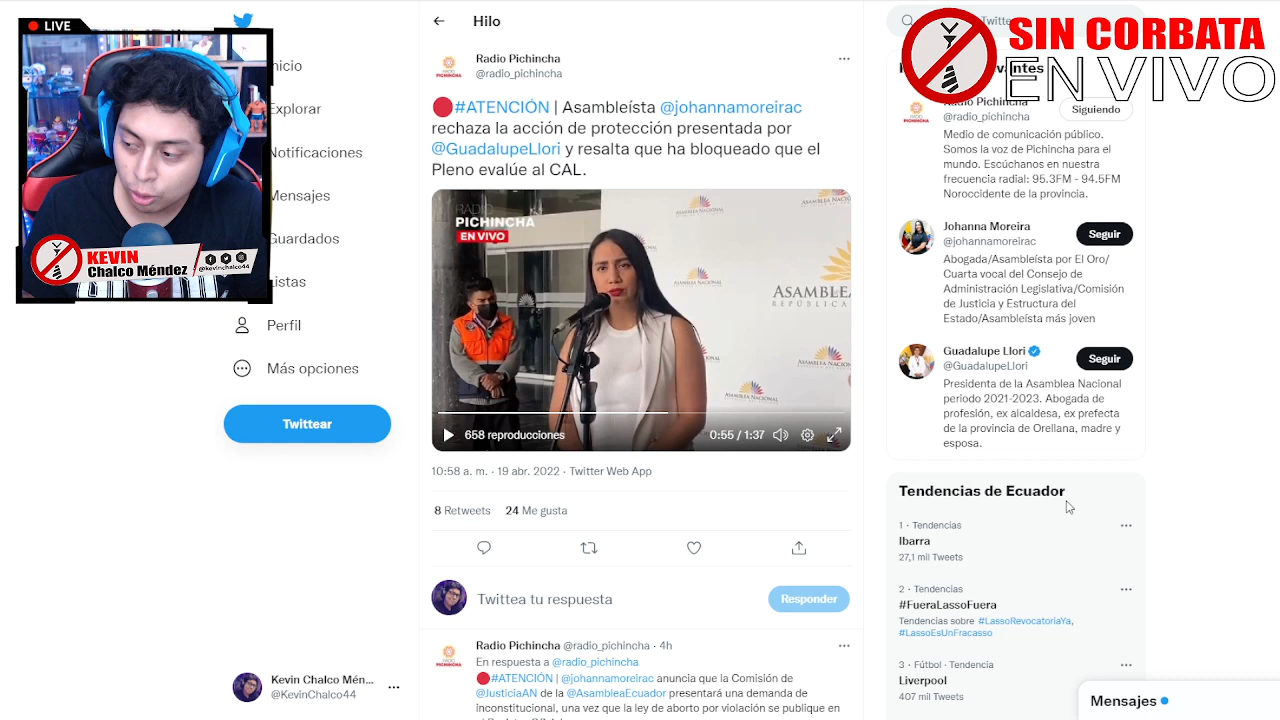 LIVE
KEVIN
Chalco Méndez
@kevinchalco44
SIN CORBATA
EN VIVO
Inicio
Explorar
Notificaciones
Mensajes
Guardados
Listas
Perfil
Más opciones
Twittear
Kevin Chalco Mén...
@KevinChalco44
Hilo
Radio Pichincha
@radio_pichincha
#ATENCIÓN | Asambleísta @johannamoreirac
rechaza la acción de protección presentada por
@GuadalupeLlori y resalta que ha bloqueado que el
Pleno evalúe al CAL.
RADIO
PICHINCHA
EN VIVO
ASAMBLEA NACIONAL
ASAMBLEA
REPÚBLICA
658 reproducciones
0:55 / 1:37
10:58 a. m. · 19 abr. 2022 · Twitter Web App
8 Retweets 24 Me gusta
Twittea tu respuesta
Responder
Radio Pichincha @radio_pichincha · 4h
En respuesta a @radio_pichincha
#ATENCIÓN | @johannamoreirac anuncia que la Comisión de
@JusticiaAN de la @AsambleaEcuador presentará una demanda de
inconstitucional, una vez que la ley de aborto por violación se publique en
Radio Pichincha
@radio_pichincha
Siguiendo
Medio de comunicación público.
Somos la voz de Pichincha para el
mundo. Escúchanos en nuestra
frecuencia radial: 95.3FM - 94.5FM
Noroccidente de la provincia.
Johanna Moreira
@johannamoreirac
Seguir
Abogada/Asambleísta por El Oro/
Cuarta vocal del Consejo de
Administración Legislativa/Comisión
de Justicia y Estructura del
Estado/Asambleísta más joven
Guadalupe Llori
@GuadalupeLlori
Seguir
Presidenta de la Asamblea Nacional
periodo 2021-2023. Abogada de
profesión, ex alcaldesa, ex prefecta
de la provincia de Orellana, madre y
esposa.
Tendencias de Ecuador
1 · Tendencias
Ibarra
27,1 mil Tweets
2 · Tendencias
#FueraLassoFuera
Tendencias sobre #LassoRevocatoriaYa,
#LassoEsUnFracasso
3 · Fútbol · Tendencia
Liverpool
407 mil Tweets
Mensajes